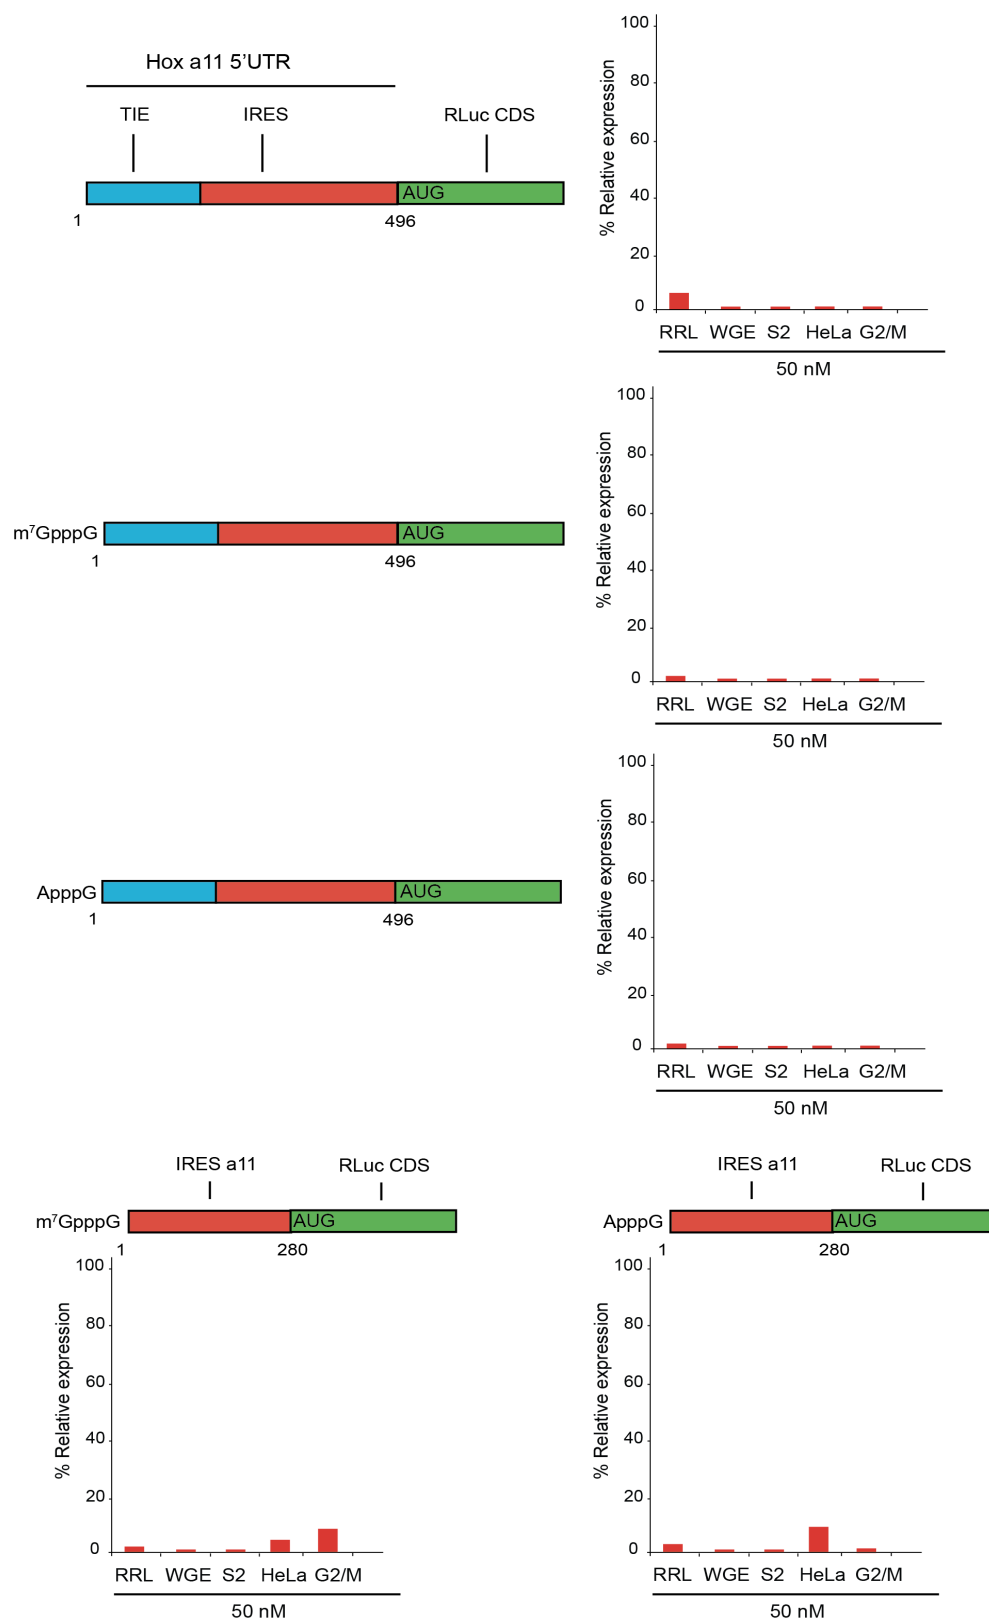 Hox a11 5’UTR
TIE
IRES
RLuc CDS
AUG
1
496
% Relative expression
100
80
60
40
20
0
RRL WGE S2 HeLa G2/M
50 nM
m⁷GpppG
AUG
1
496
% Relative expression
100
80
60
40
20
0
RRL WGE S2 HeLa G2/M
50 nM
ApppG
AUG
1
496
% Relative expression
100
80
60
40
20
0
RRL WGE S2 HeLa G2/M
50 nM
IRES a11
RLuc CDS
m⁷GpppG
AUG
1
280
% Relative expression
100
80
60
40
20
0
RRL WGE S2 HeLa G2/M
50 nM
IRES a11
RLuc CDS
ApppG
AUG
1
280
% Relative expression
100
80
60
40
20
0
RRL WGE S2 HeLa G2/M
50 nM